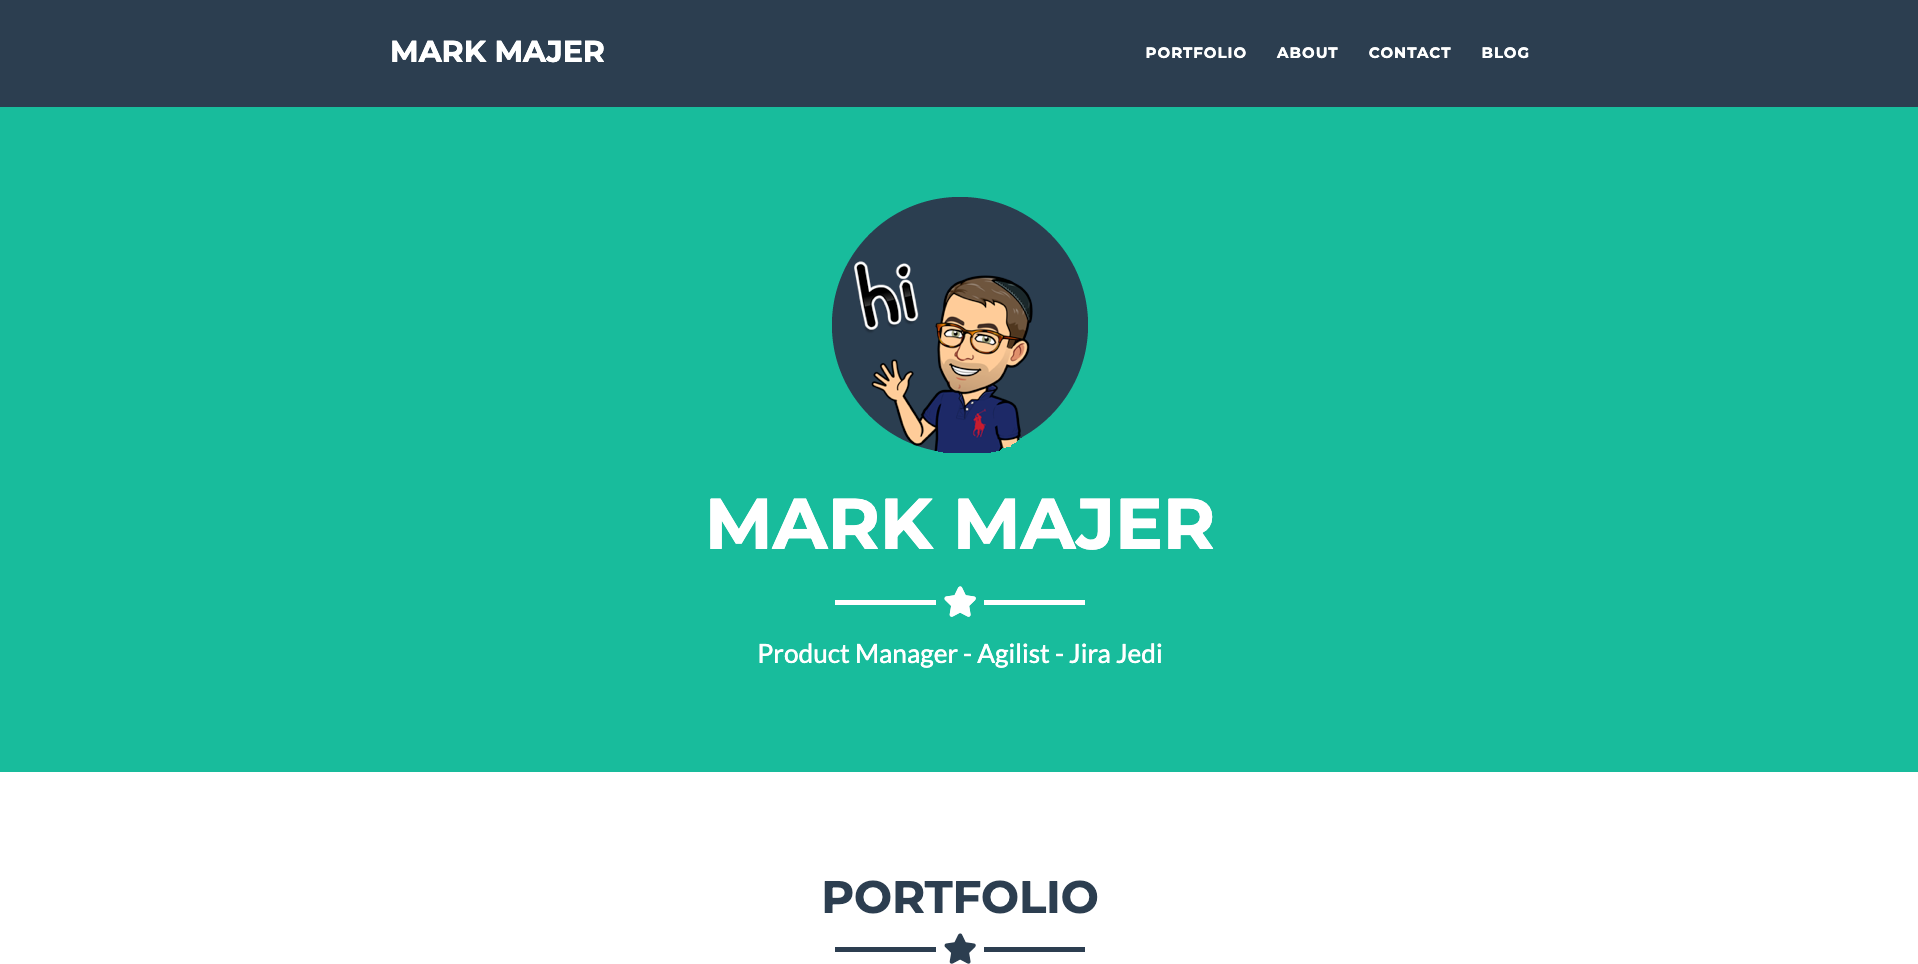 MARK MAJER
PORTFOLIO ABOUT CONTACT BLOG
hi
MARK MAJER
Product Manager - Agilist - Jira Jedi
PORTFOLIO